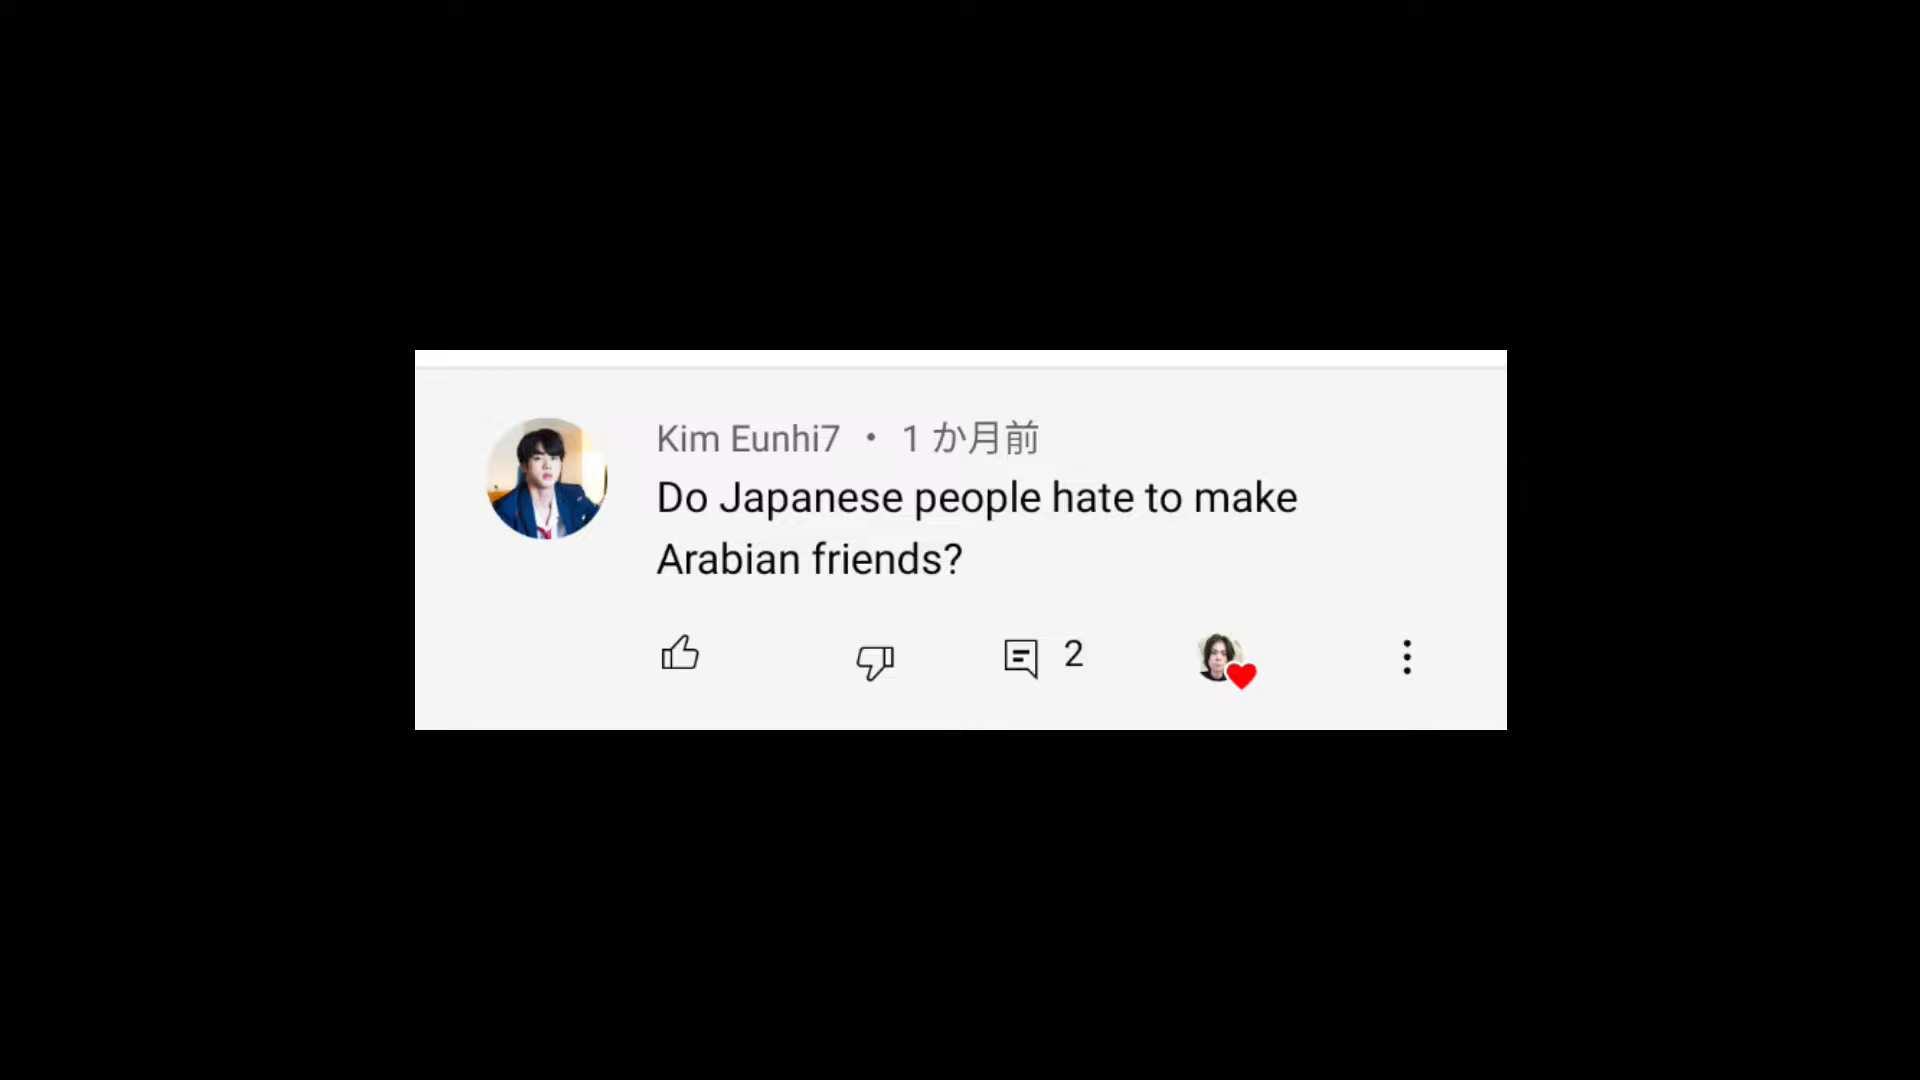 Kim Eunhi7 • 1 か月前
Do Japanese people hate to make
Arabian friends?
2